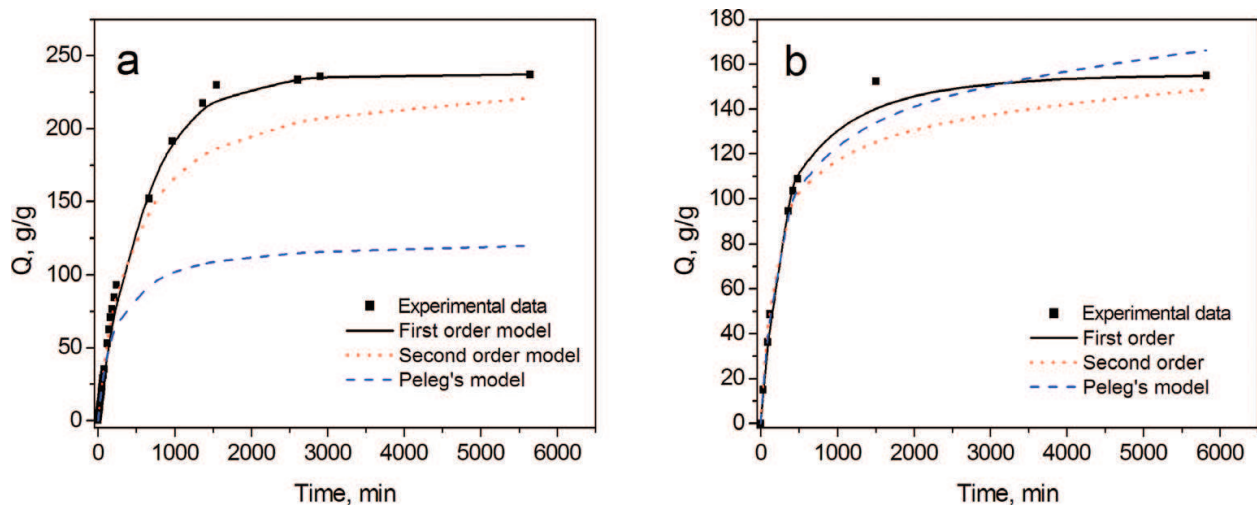 a
250
200
150
100
50
0
Q, g/g
Experimental data
First order model
Second order model
Peleg's model
0 1000 2000 3000 4000 5000 6000
Time, min
b
180
160
140
120
100
80
60
40
20
0
Q, g/g
Experimental data
First order
Second order
Peleg's model
0 1000 2000 3000 4000 5000 6000
Time, min